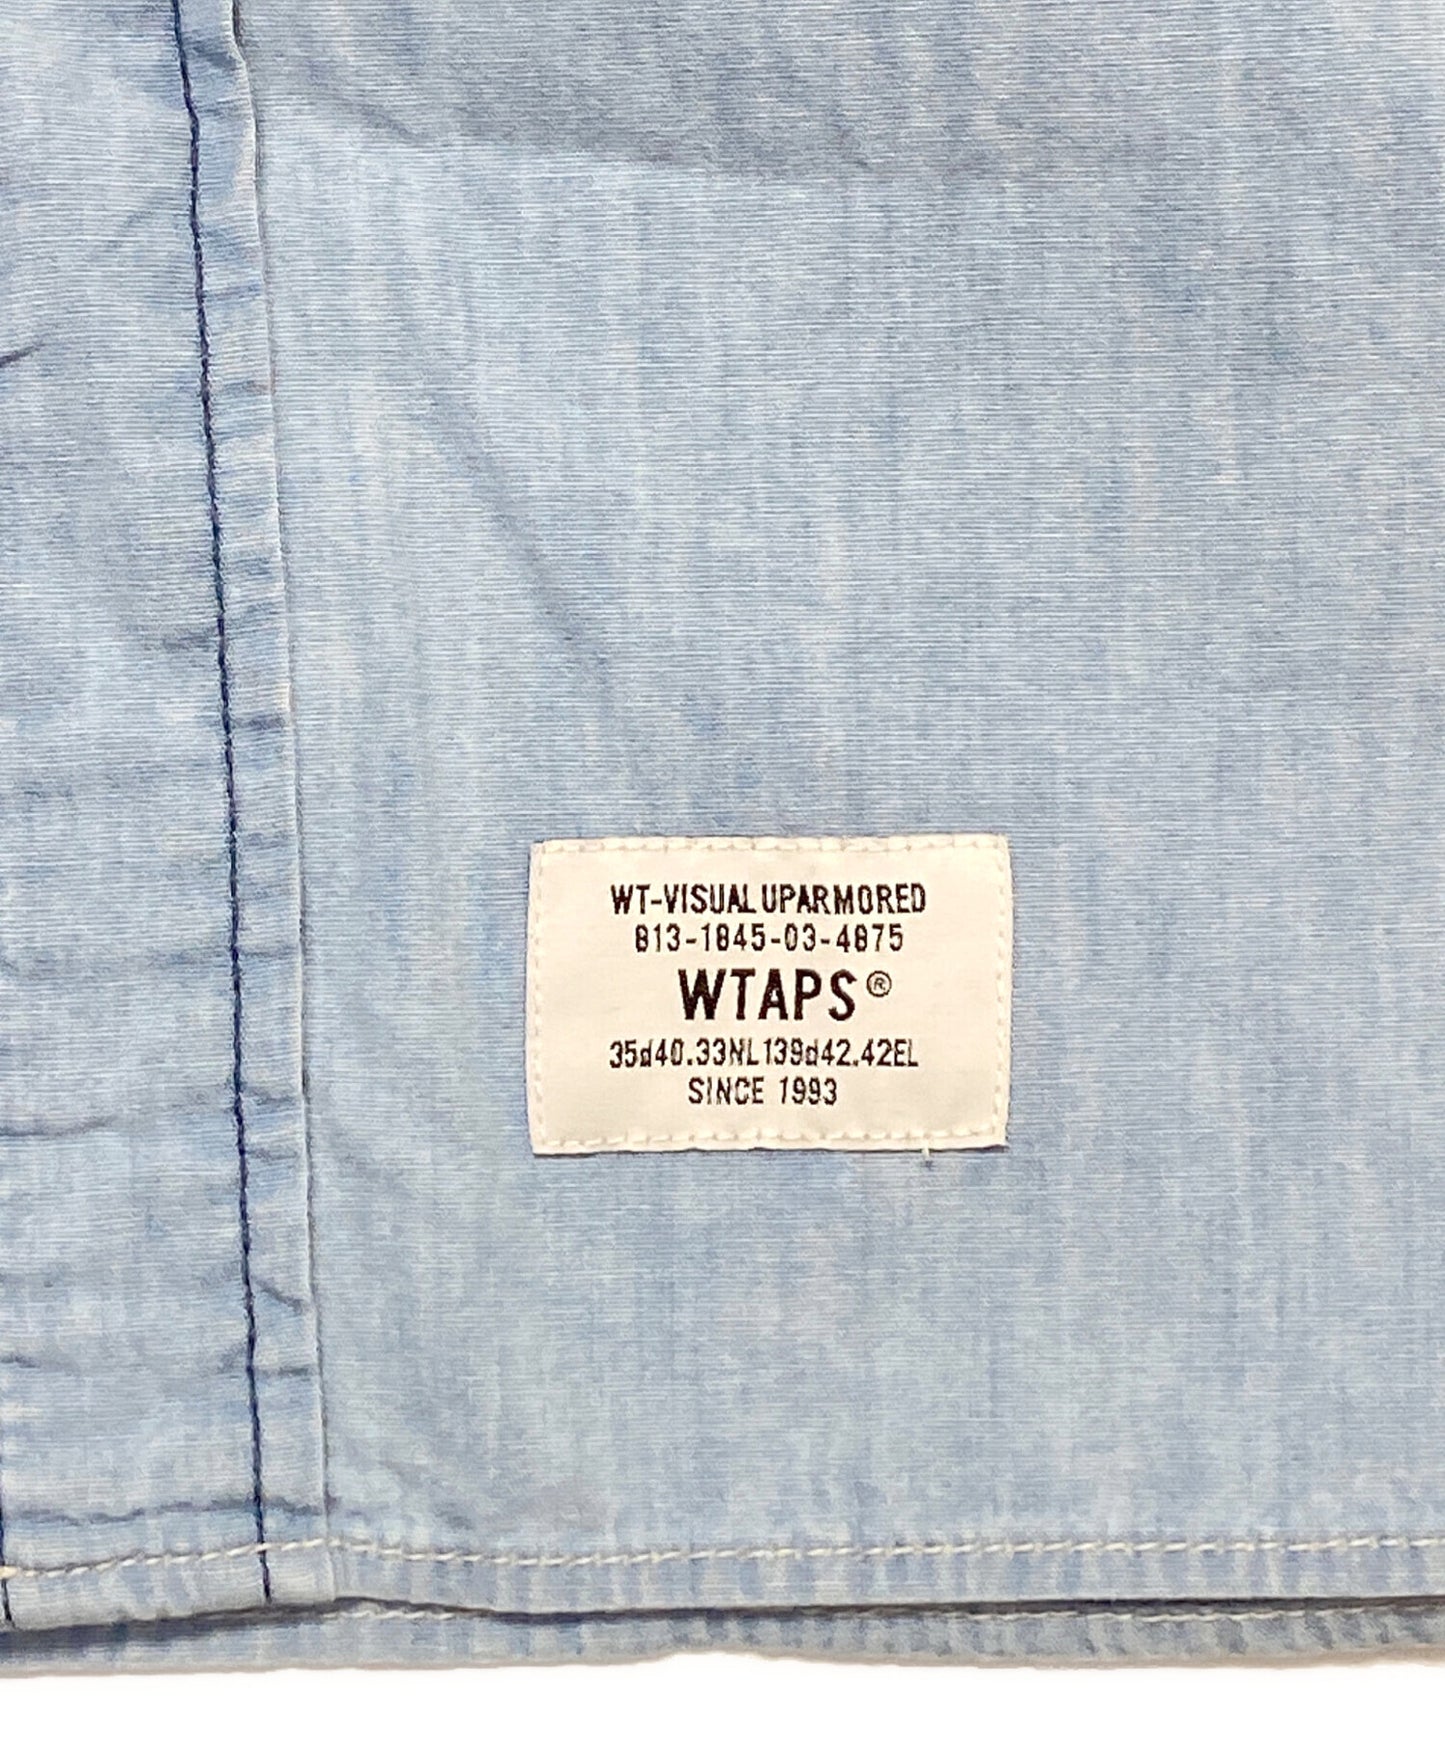 WT-VISUAL UPARMORED
813-1845-03-4875
WTAPS®
35d40.33NL139d42.42EL
SINCE 1993